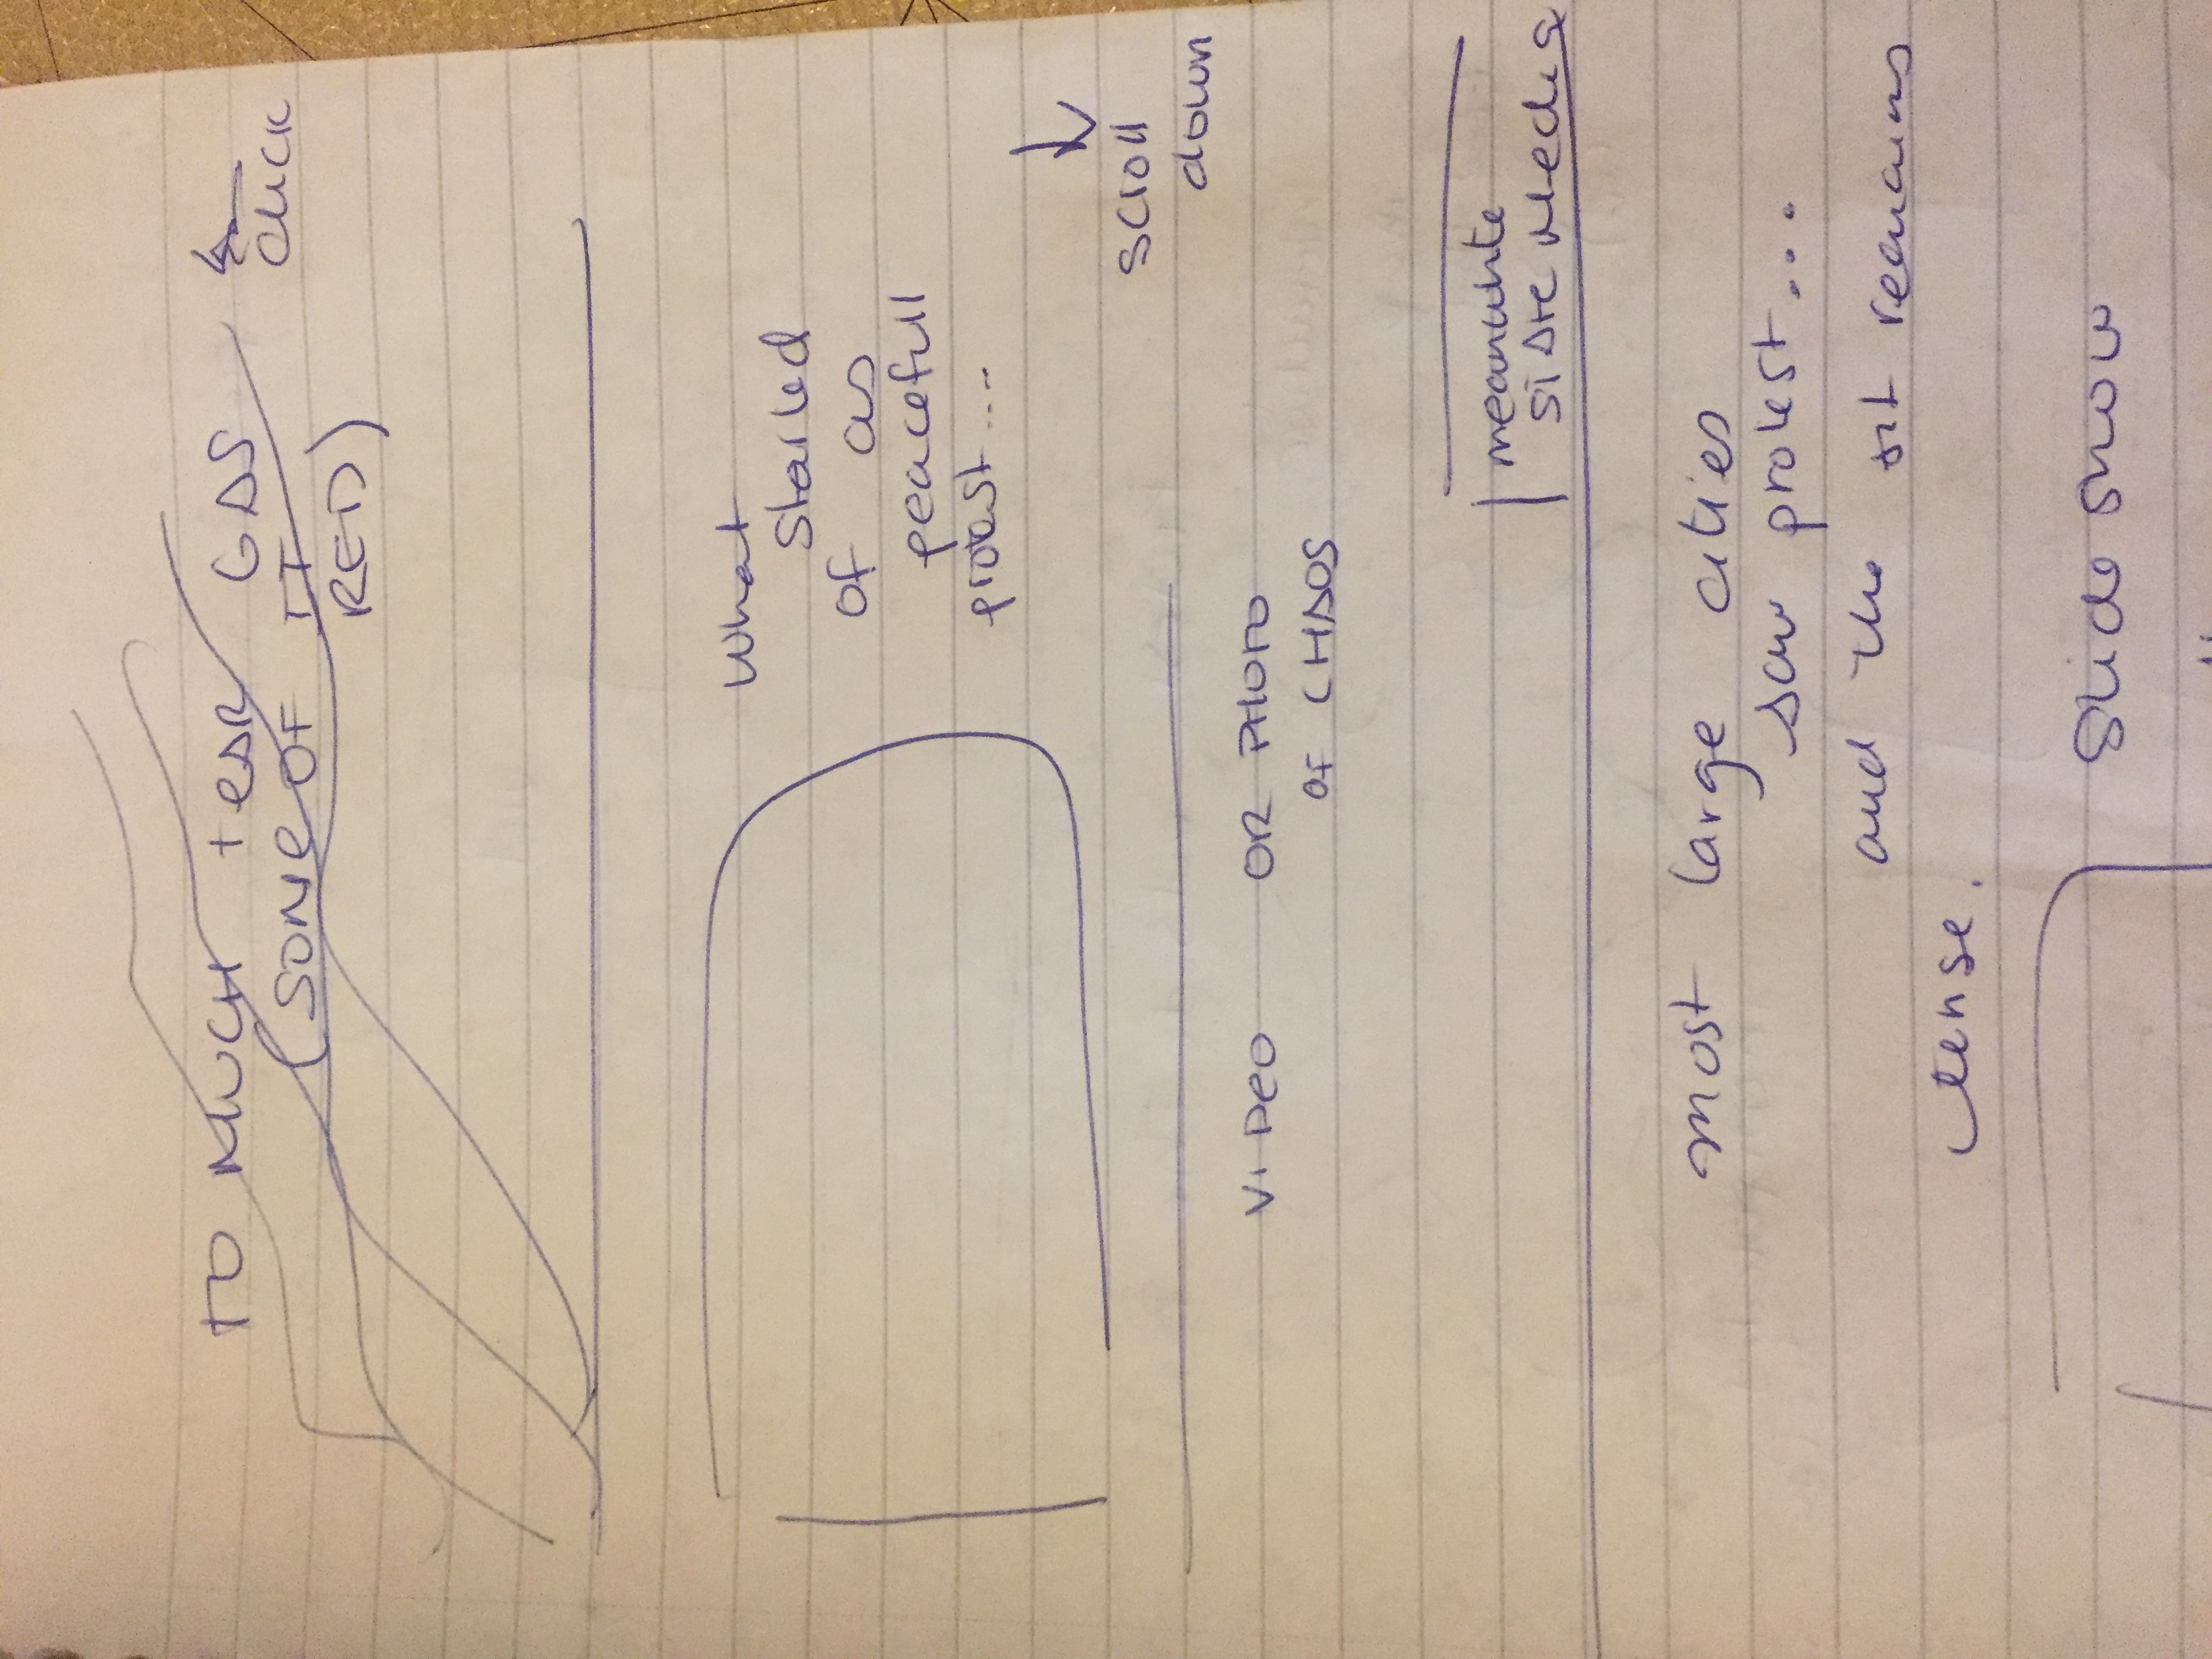 TO MUCH teAR GAS
(SOMe OF IT
RED)
click
What
started
of as
peacefull
protest....
scroll
down
VIDeO OR PHOTO
OF CHAOS
meanwhile
STATE Media
most large cities
saw protest...
and the sit remains
tense.
Slide show